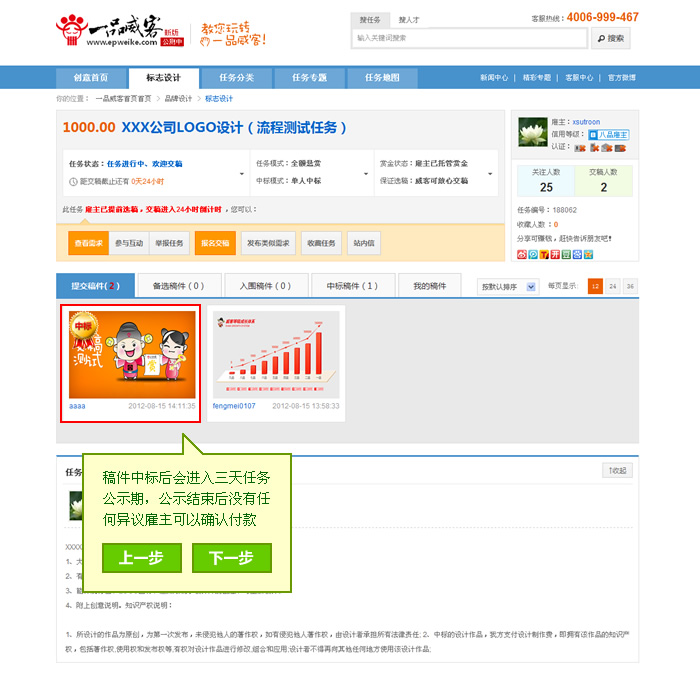 一品威客 新版
www.epweike.com 公测中
教您玩转
一品威客!
搜任务 搜人才
客服热线：4006-999-467
输入关键词搜索 搜索
创意首页 标志设计 任务分类 任务专题 任务地图
新闻中心 | 精彩专题 | 客服中心 | 官方微博
你的位置： 一品威客首页首页 > 品牌设计 > 标志设计
1000.00 XXX公司LOGO设计（流程测试任务）
任务状态：任务进行中、欢迎交稿
距交稿截止还有 0天24小时
任务模式：全额悬赏
中标模式：单人中标
赏金状态：雇主已托管赏金
保证选稿：威客可放心交稿
此任务 雇主已提前选稿，交稿进入24小时倒计时，您可以：
查看需求 参与互动 举报任务 报名交稿 发布类似需求 收藏任务 站内信
雇主：xsutroon
信用等级： 八品雇主
认证：
关注人数 交稿人数
25 2
任务编号：188062
收藏人数：0
分享可赚钱，赶快告诉朋友吧！
提交稿件(2) 备选稿件（0） 入围稿件（0） 中标稿件（1） 我的稿件
按默认排序 每页显示: 12 24 36
中标
测试
aaaa 2012-08-15 14:11:35
fengmei0107 2012-08-15 13:58:33
稿件中标后会进入三天任务
公示期，公示结束后没有任
何异议雇主可以确认付款
上一步 下一步
任务
↑收起
XXXX
1、大
2、有
4、附上创意说明。知识产权说明：
1、所设计的作品为原创，为第一次发布，未侵犯他人的著作权，如有侵犯他人著作权，由设计者承担所有法律责任; 2、中标的设计作品，我方支付设计制作费，即拥有该作品的知识产
权，包括著作权,使用权和发布权等,有权对设计作品进行修改,组合和应用;设计者不得再向其他任何地方使用该设计作品;